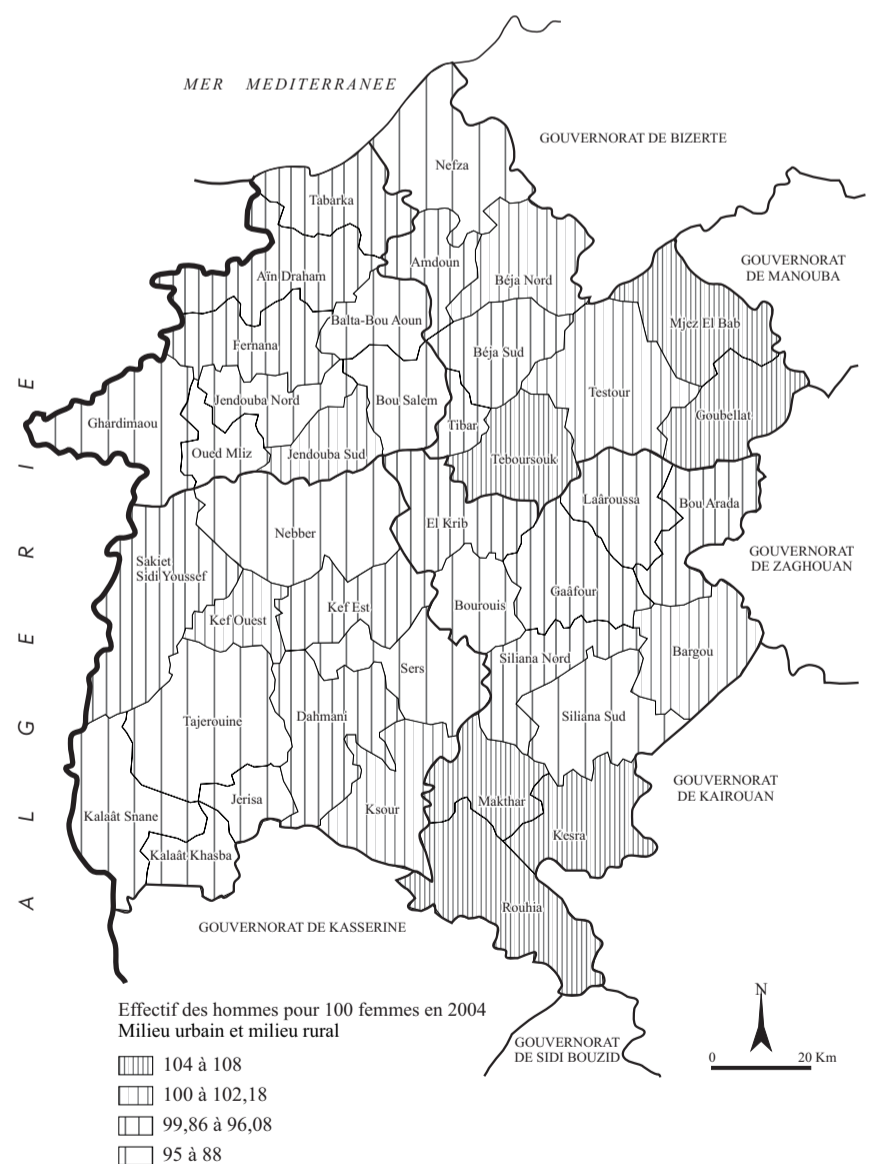 MER MEDITERRANEE
GOUVERNORAT DE BIZERTE
Nefza
Tabarka
GOUVERNORAT
DE MANOUBA
Amdoun
Aïn Draham
Béja Nord
Balta-Bou Aoun
Mjez El Bab
Fernana
Béja Sud
Testour
Jendouba Nord
Bou Salem
Goubellat
Ghardimaou
Tibar
Oued Mliz
Jendouba Sud
Teboursouk
Laâroussa
Bou Arada
El Krib
Nebber
GOUVERNORAT
DE ZAGHOUAN
Sakiet
Sidi Youssef
Gaâfour
Bourouis
Kef Est
Kef Ouest
Bargou
Siliana Nord
Sers
Tajerouine
Dahmani
Siliana Sud
GOUVERNORAT
DE KAIROUAN
Jerisa
Makthar
Ksour
Kalaât Snane
Kesra
Kalaât Khasba
Rouhia
GOUVERNORAT DE KASSERINE
ALGERIE
GOUVERNORAT
DE SIDI BOUZID
N
0 20 Km
Effectif des hommes pour 100 femmes en 2004
Milieu urbain et milieu rural
104 à 108
100 à 102,18
99,86 à 96,08
95 à 88